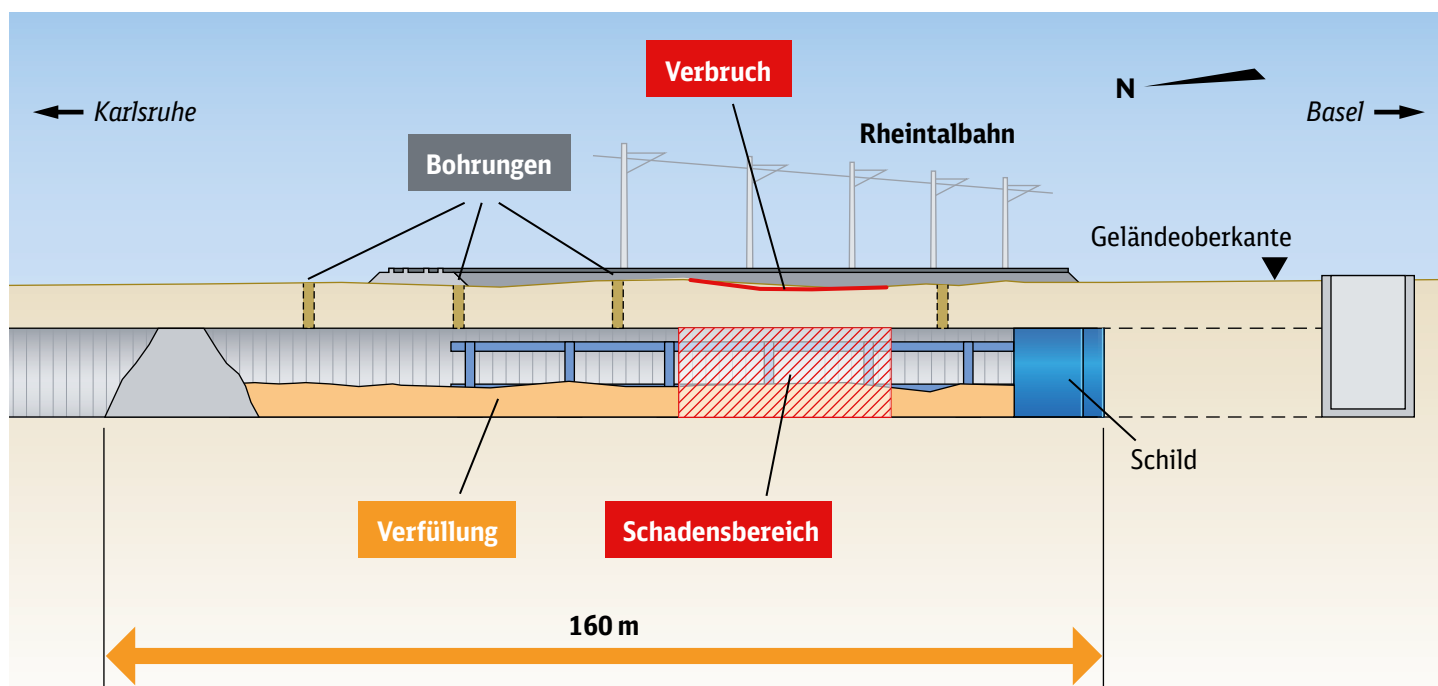 Verbruch
N
Karlsruhe
Basel
Rheintalbahn
Bohrungen
Geländeoberkante
Schild
Verfüllung
Schadensbereich
160 m